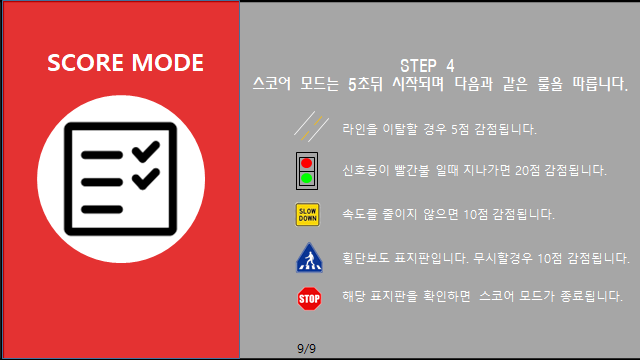 SCORE MODE
STEP 4
스코어 모드는 5초뒤 시작되며 다음과 같은 룰을 따릅니다.
라인을 이탈할 경우 5점 감점됩니다.
신호등이 빨간불 일때 지나가면 20점 감점됩니다.
SLOW
DOWN
속도를 줄이지 않으면 10점 감점됩니다.
횡단보도 표지판입니다. 무시할경우 10점 감점됩니다.
STOP
해당 표지판을 확인하면 스코어 모드가 종료됩니다.
9/9